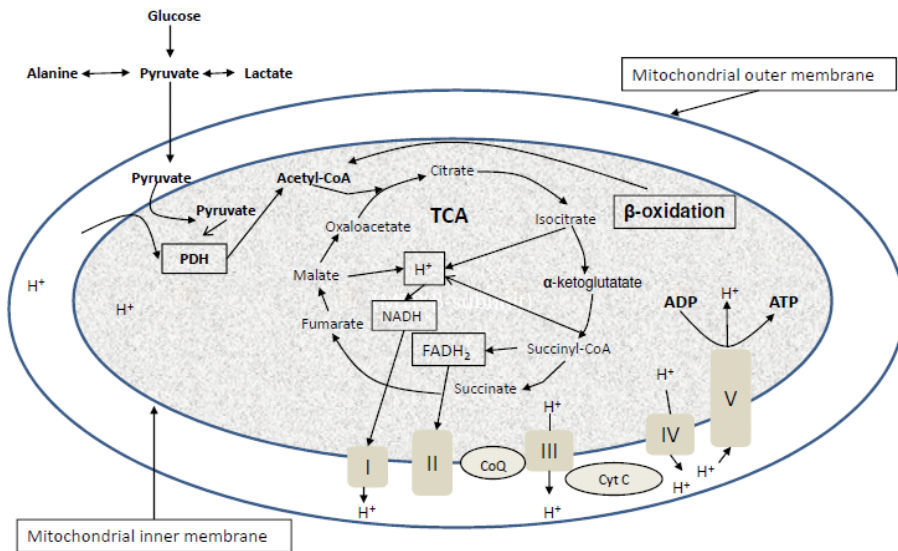 Glucose
Alanine Pyruvate Lactate
Mitochondrial outer membrane
Pyruvate Acetyl-CoA Citrate
Pyruvate TCA Isocitrate β-oxidation
Oxaloacetate
PDH
H⁺ Malate H⁺ α-ketoglutatate
H⁺ Fumarate NADH ADP H⁺ ATP
FADH₂ Succinyl-CoA
Succinate H⁺ H⁺ V
I II CoQ III Cyt C IV
H⁺ H⁺ H⁺ H⁺
Mitochondrial inner membrane